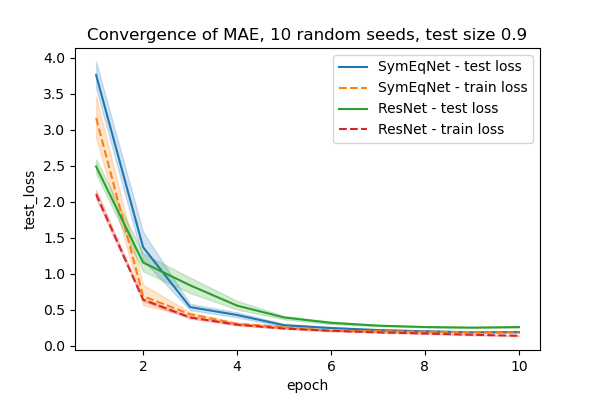 Convergence of MAE, 10 random seeds, test size 0.9
4.0
3.5
3.0
2.5
2.0
1.5
1.0
0.5
0.0
test_loss
SymEqNet - test loss
SymEqNet - train loss
ResNet - test loss
ResNet - train loss
2 4 6 8 10
epoch